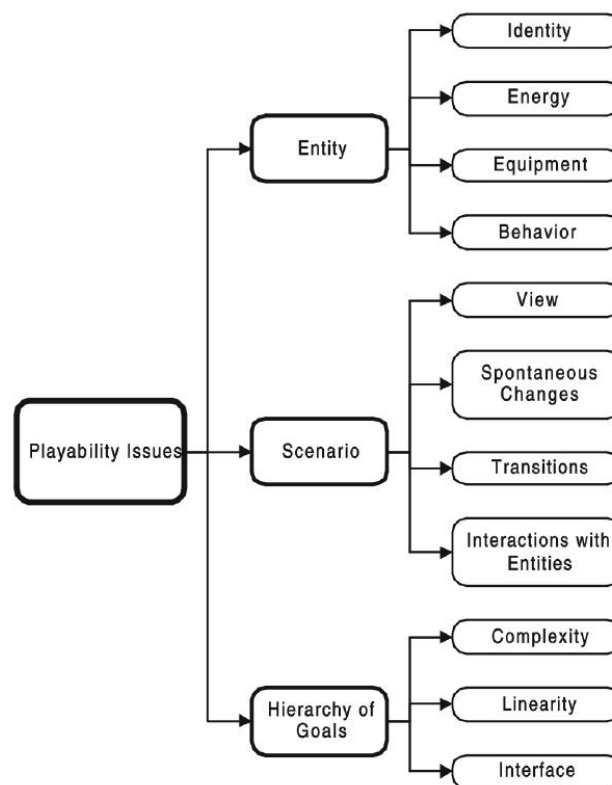 Identity
Energy
Entity
Equipment
Behavior
View
Spontaneous
Changes
Playability Issues
Scenario
Transitions
Interactions with
Entities
Complexity
Hierarchy of
Goals
Linearity
Interface